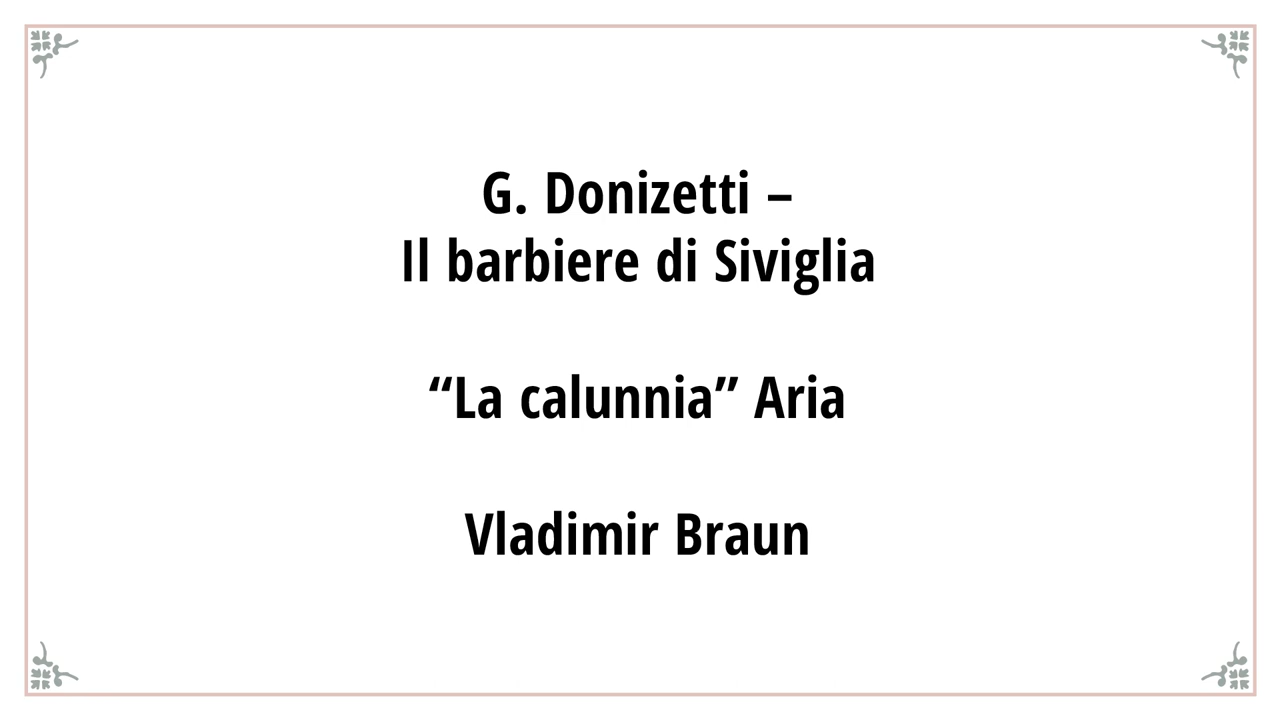 G. Donizetti –
Il barbiere di Siviglia
“La calunnia” Aria
Vladimir Braun